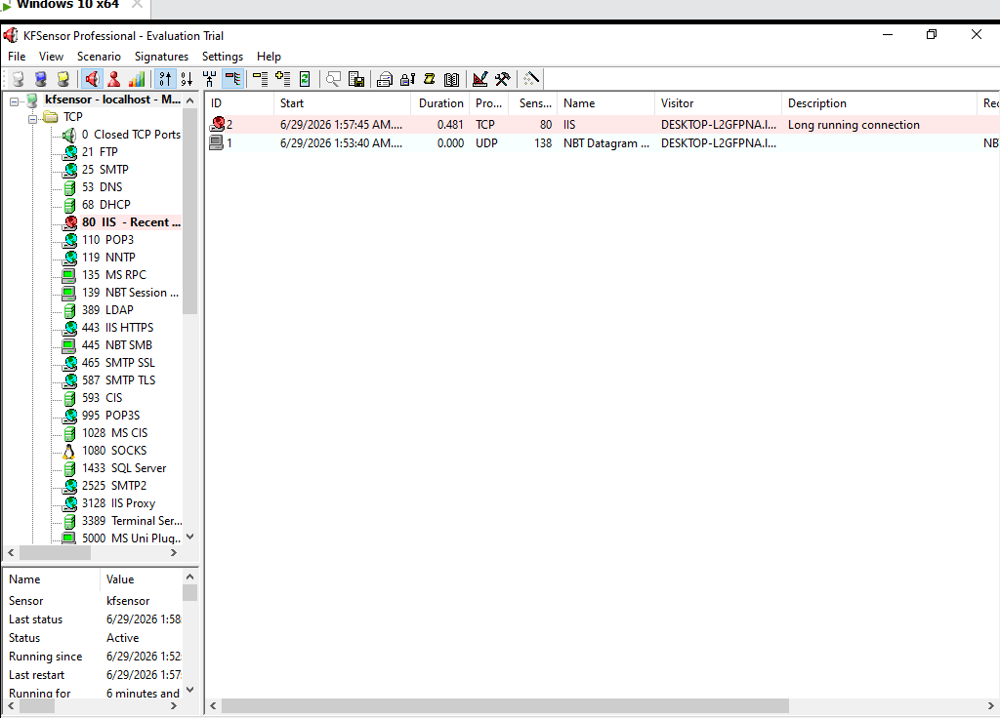 Windows 10 x64
KFSensor Professional - Evaluation Trial
File View Scenario Signatures Settings Help
kfsensor - localhost - M...
TCP
0 Closed TCP Ports
21 FTP
25 SMTP
53 DNS
68 DHCP
80 IIS - Recent ...
110 POP3
119 NNTP
135 MS RPC
139 NBT Session ...
389 LDAP
443 IIS HTTPS
445 NBT SMB
465 SMTP SSL
587 SMTP TLS
593 CIS
995 POP3S
1028 MS CIS
1080 SOCKS
1433 SQL Server
2525 SMTP2
3128 IIS Proxy
3389 Terminal Ser...
5000 MS Uni Plug...
ID Start Duration Pro... Sens... Name Visitor Description Rec
2 6/29/2026 1:57:45 AM.... 0.481 TCP 80 IIS DESKTOP-L2GFPNA.l... Long running connection
1 6/29/2026 1:53:40 AM.... 0.000 UDP 138 NBT Datagram ... DESKTOP-L2GFPNA.l... NB
Name Value
Sensor kfsensor
Last status 6/29/2026 1:58
Status Active
Running since 6/29/2026 1:52
Last restart 6/29/2026 1:57
Running for 6 minutes and